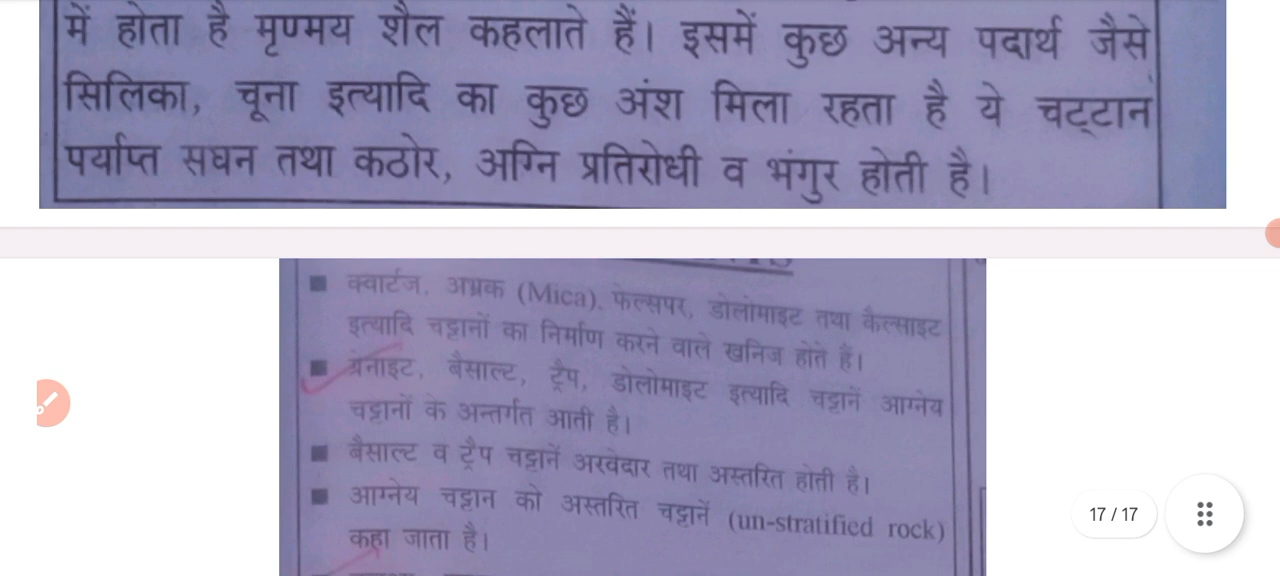 में होता है मृण्मय शैल कहलाते हैं। इसमें कुछ अन्य पदार्थ जैसे
सिलिका, चूना इत्यादि का कुछ अंश मिला रहता है ये चट्टान
पर्याप्त सघन तथा कठोर, अग्नि प्रतिरोधी व भंगुर होती है।
■ क्वार्टज, अभ्रक (Mica), फेल्सपर, डोलोमाइट तथा कैल्साइट
इत्यादि चट्टानों का निर्माण करने वाले खनिज होते हैं।
■ ग्रेनाइट, बैसाल्ट, ट्रैप, डोलोमाइट इत्यादि चट्टानें आग्नेय
चट्टानों के अन्तर्गत आती है।
■ बैसाल्ट व ट्रैप चट्टानें अरवेदार तथा अस्तरित होती है।
■ आग्नेय चट्टान को अस्तरित चट्टानें (un-stratified rock)
कहा जाता है।
17 / 17